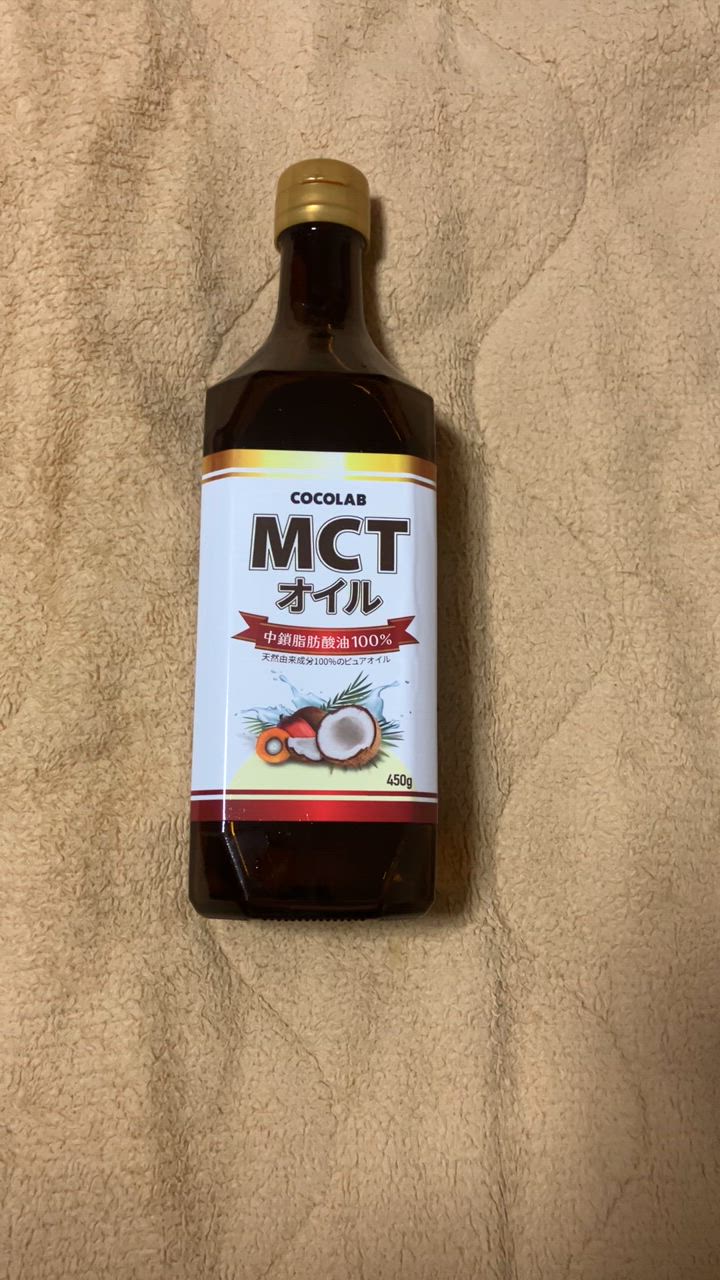 COCOLAB
MCT
オイル
中鎖脂肪酸油100%
天然由来成分100%のピュアオイル
450g